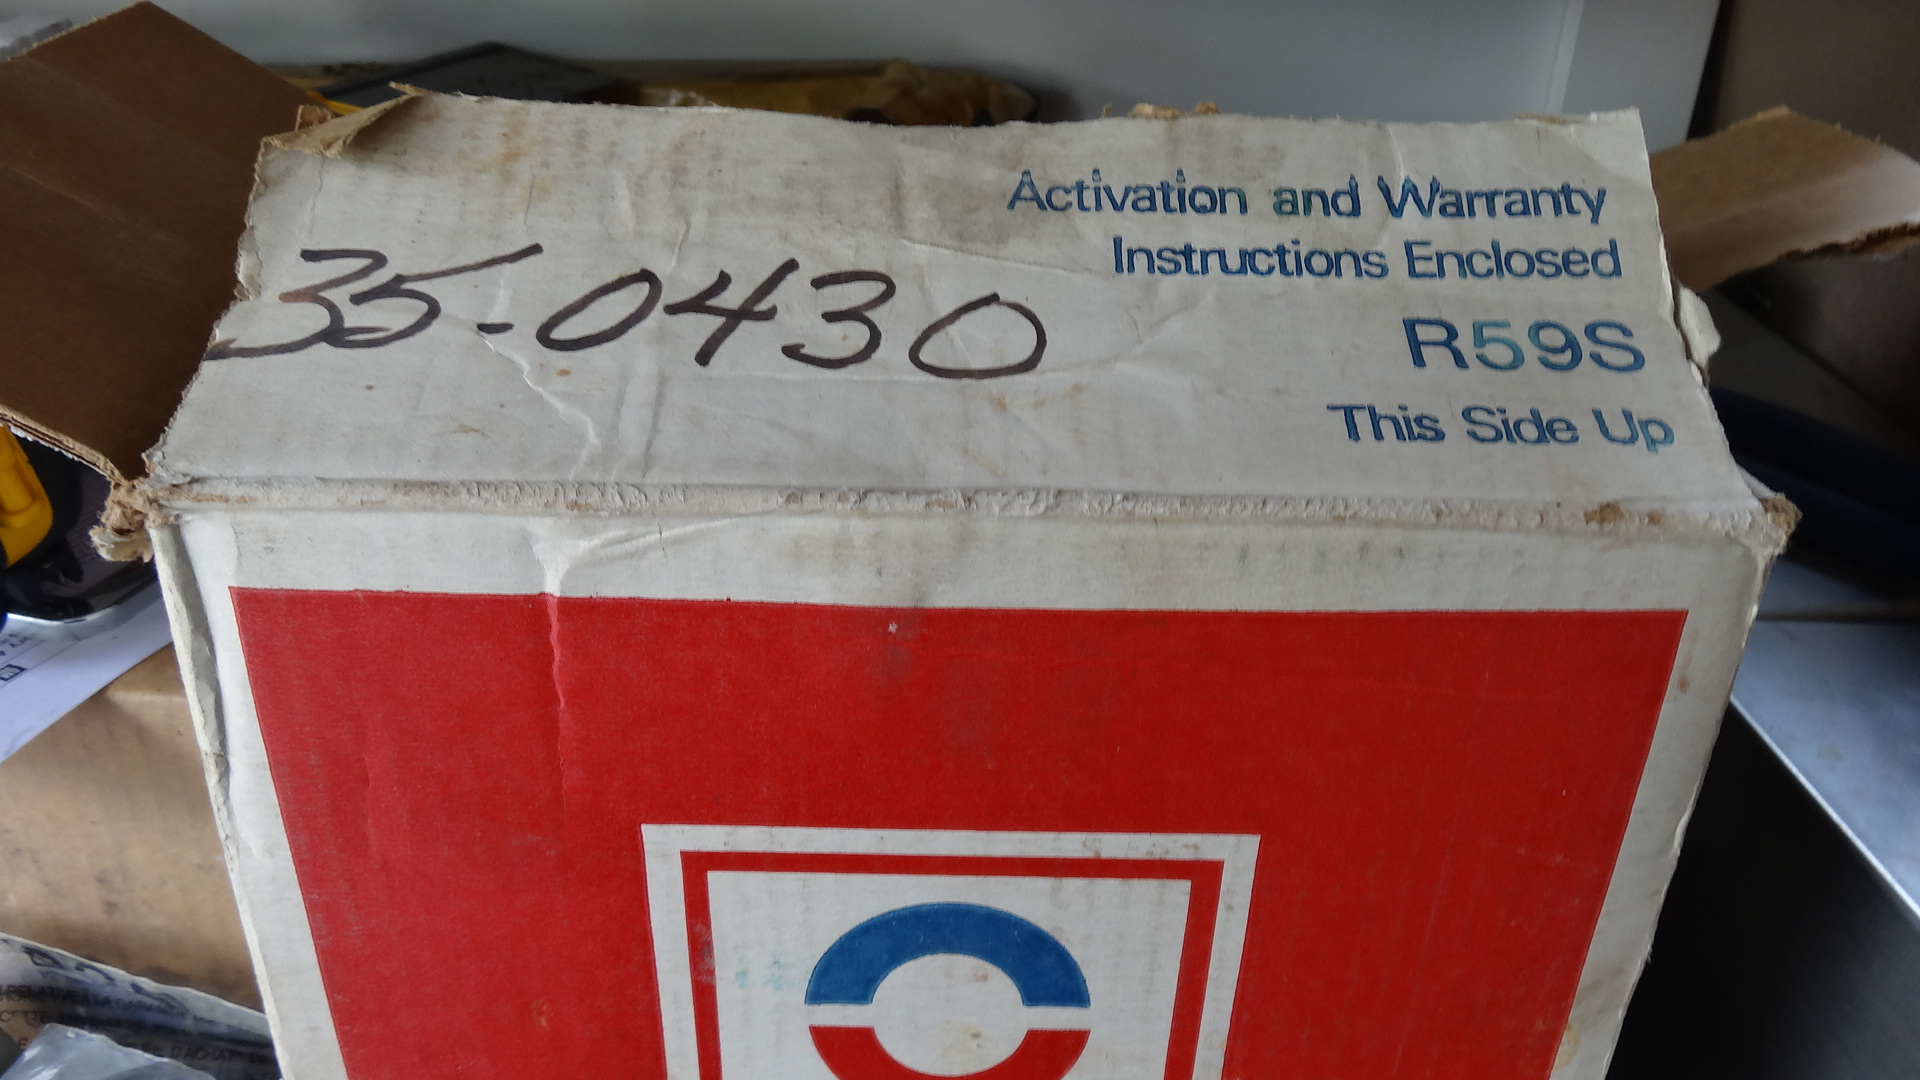 Activation and Warranty
Instructions Enclosed
35-0430
R59S
This Side Up